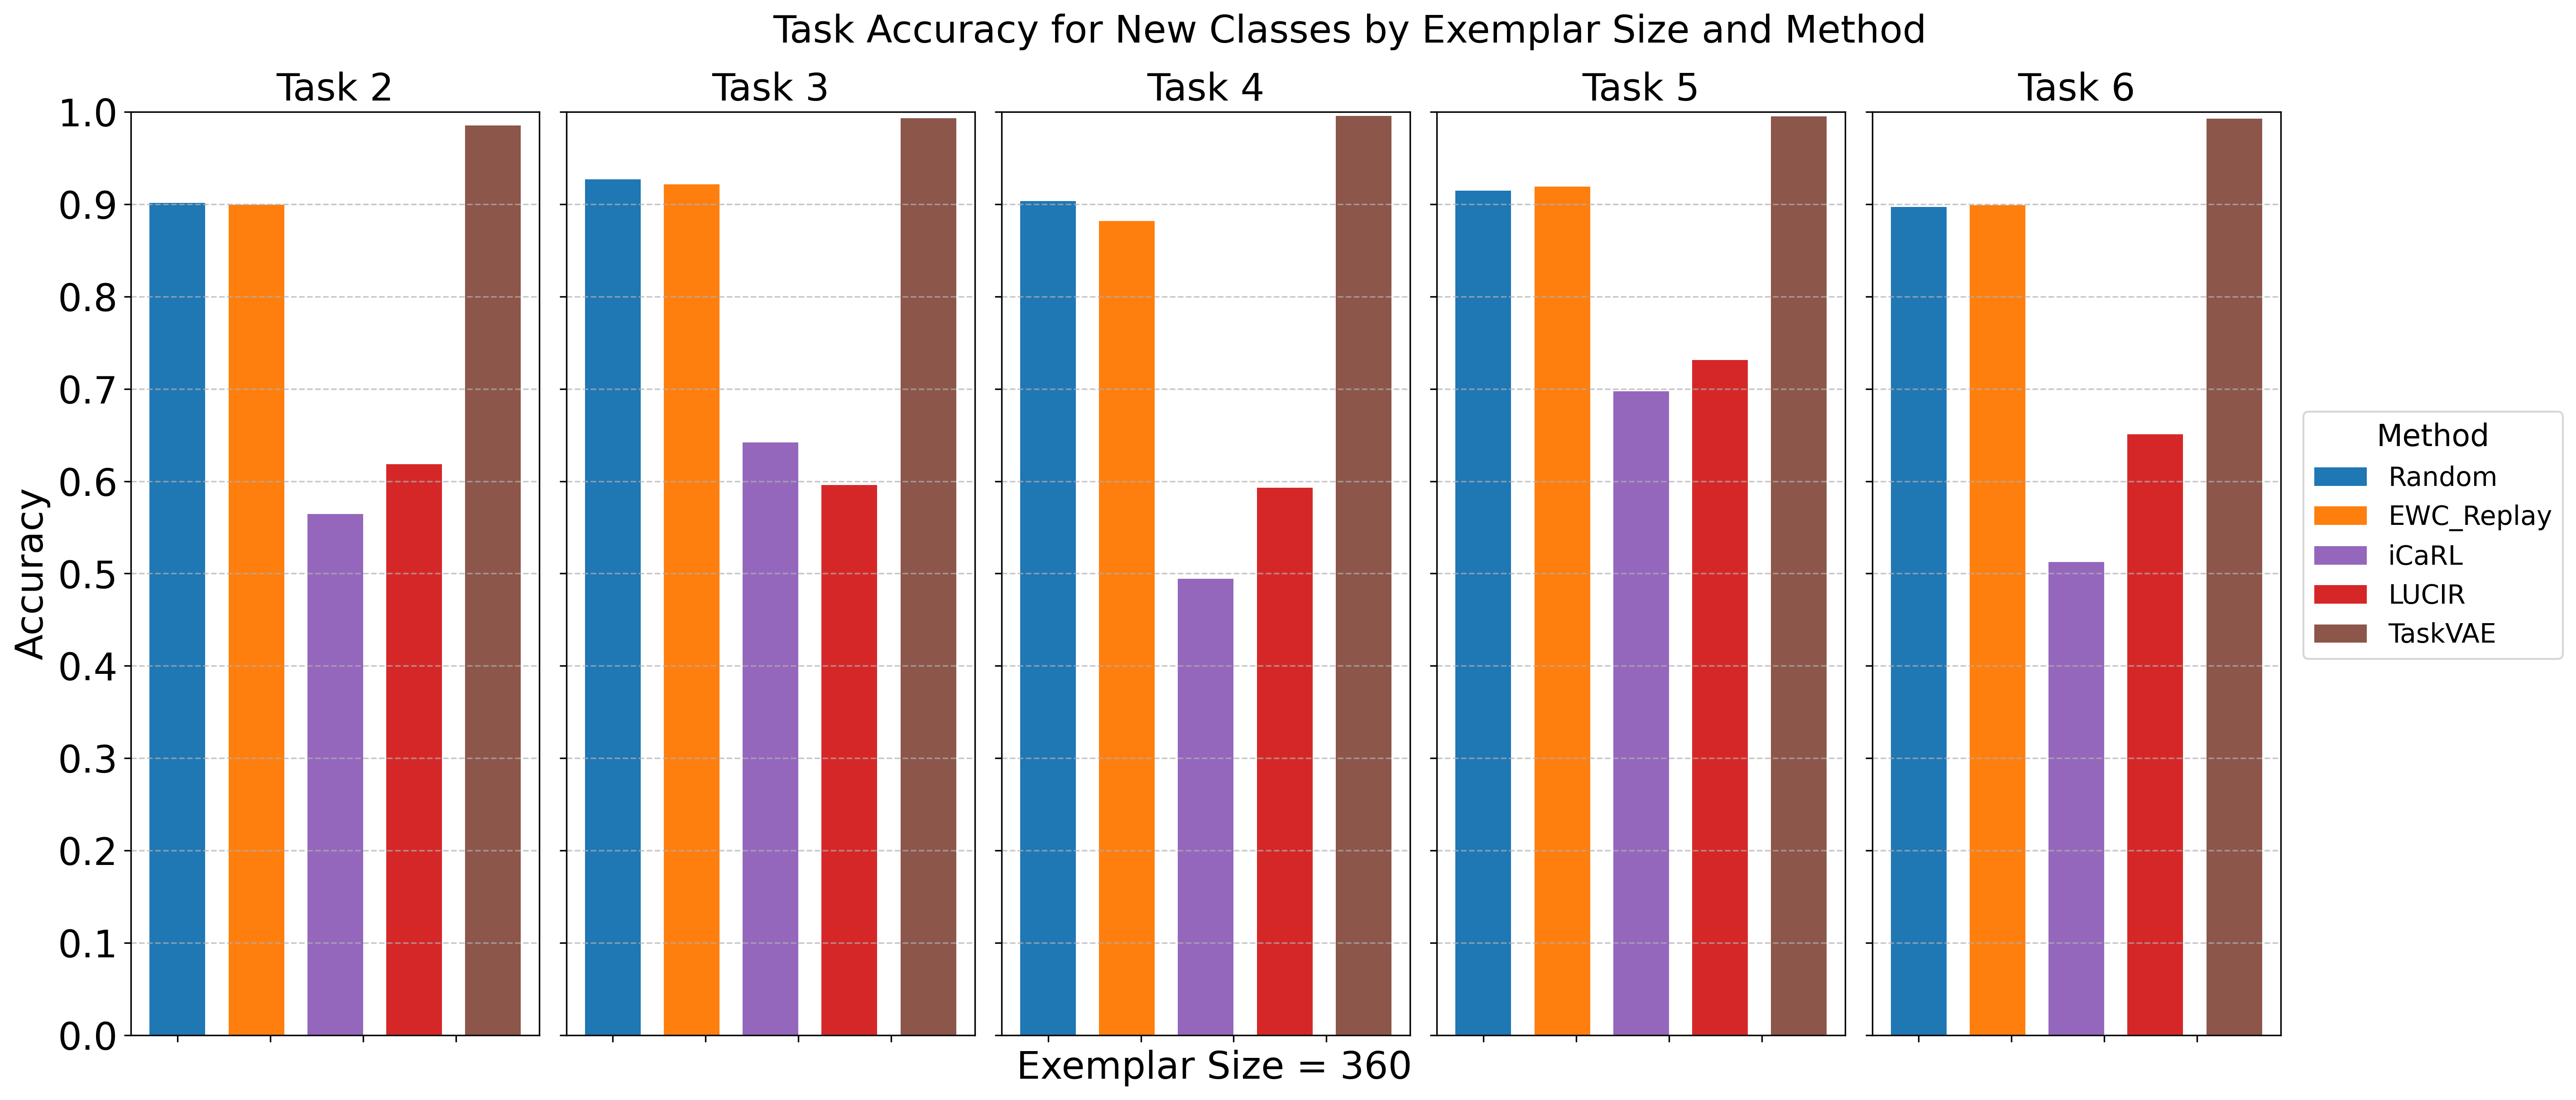 Task Accuracy for New Classes by Exemplar Size and Method
Task 2
Task 3
Task 4
Task 5
Task 6
1.0
0.9
0.8
0.7
0.6
0.5
0.4
0.3
0.2
0.1
0.0
Accuracy
Exemplar Size = 360
Method
Random
EWC_Replay
iCaRL
LUCIR
TaskVAE